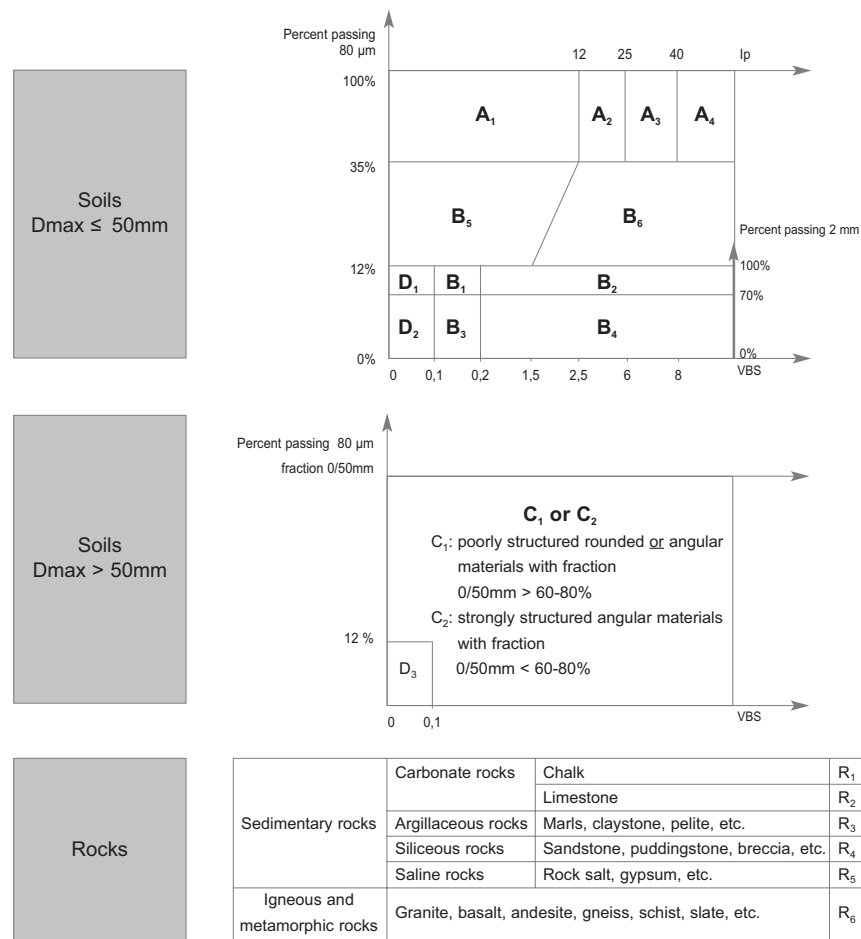 Percent passing
80 µm
12 25 40 Ip
100%
A₁ A₂ A₃ A₄
35%
Soils
Dmax ≤ 50mm
B₅ B₆
Percent passing 2 mm
12%
100%
D₁ B₁ B₂
70%
D₂ B₃ B₄
0%
0%
0 0,1 0,2 1,5 2,5 6 8 VBS
Percent passing 80 µm
fraction 0/50mm
Soils
Dmax > 50mm
C₁ or C₂
C₁: poorly structured rounded or angular
materials with fraction
0/50mm > 60-80%
C₂: strongly structured angular materials
with fraction
0/50mm < 60-80%
12 %
D₃
0 0,1 VBS
Rocks
Sedimentary rocks
Carbonate rocks Chalk R₁
Limestone R₂
Argillaceous rocks Marls, claystone, pelite, etc. R₃
Siliceous rocks Sandstone, puddingstone, breccia, etc. R₄
Saline rocks Rock salt, gypsum, etc. R₅
Igneous and
metamorphic rocks
Granite, basalt, andesite, gneiss, schist, slate, etc. R₆